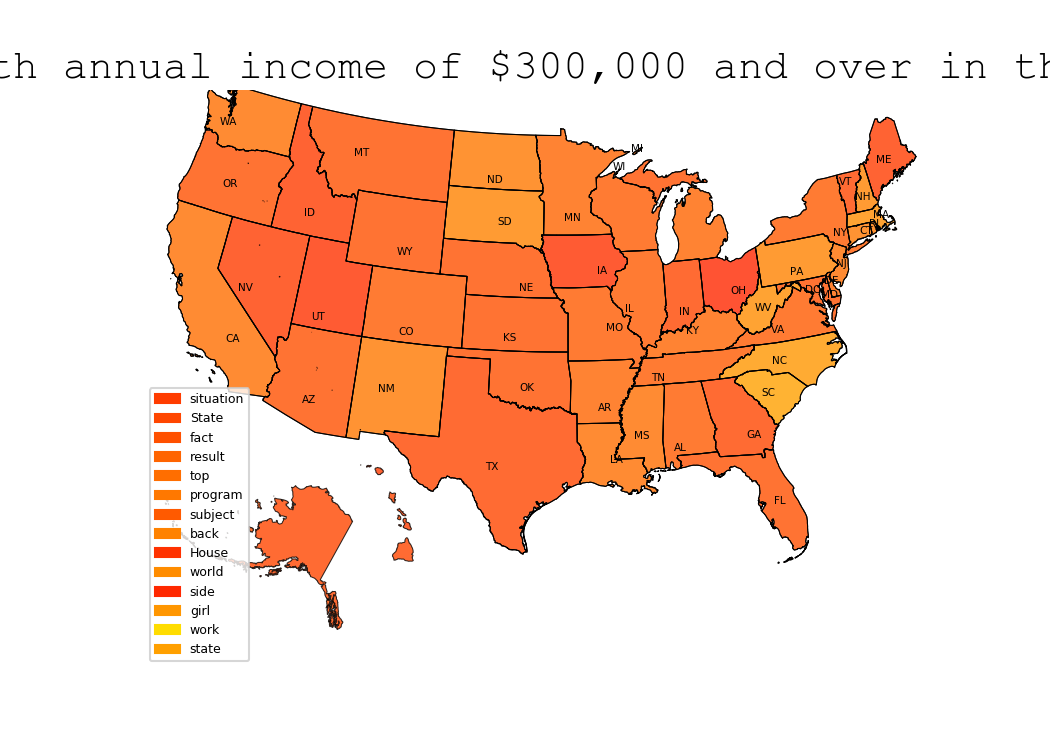 th annual income of $300,000 and over in th
WA
MT
ND
MN
WI
MI
ME
VT
NH
MA
RI
CT
NY
OR
ID
SD
WY
IA
NE
PA
NJ
DE
DC
MD
OH
IN
IL
WV
VA
NV
UT
CO
KS
MO
KY
CA
AZ
NM
OK
AR
TN
NC
SC
MS
AL
GA
LA
TX
FL
situation
State
fact
result
top
program
subject
back
House
world
side
girl
work
state